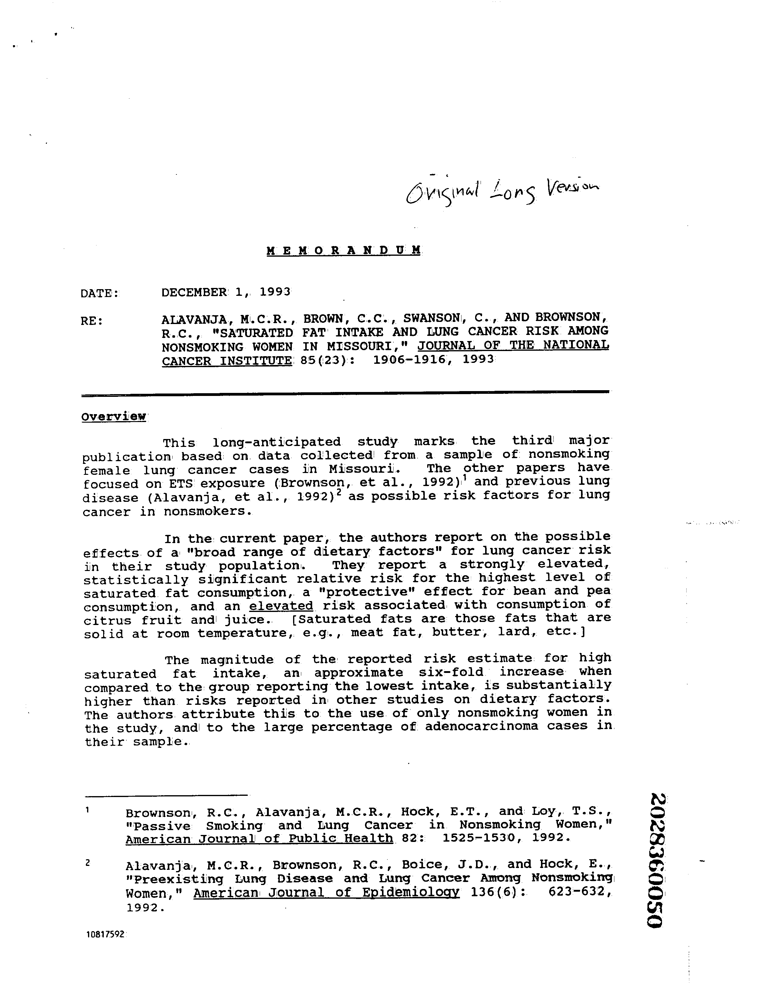 Original Long Version
M E M O R A N D U M
DATE: DECEMBER 1, 1993
RE: ALAVANJA, M.C.R., BROWN, C.C., SWANSON, C., AND BROWNSON,
R.C., "SATURATED FAT INTAKE AND LUNG CANCER RISK AMONG
NONSMOKING WOMEN IN MISSOURI," JOURNAL OF THE NATIONAL
CANCER INSTITUTE 85(23): 1906-1916, 1993
Overview
This long-anticipated study marks the third major
publication based on data collected from a sample of nonsmoking
female lung cancer cases in Missouri. The other papers have
focused on ETS exposure (Brownson, et al., 1992)1 and previous lung
disease (Alavanja, et al., 1992)2 as possible risk factors for lung
cancer in nonsmokers.
In the current paper, the authors report on the possible
effects of a "broad range of dietary factors" for lung cancer risk
in their study population. They report a strongly elevated,
statistically significant relative risk for the highest level of
saturated fat consumption, a "protective" effect for bean and pea
consumption, and an elevated risk associated with consumption of
citrus fruit and juice. [Saturated fats are those fats that are
solid at room temperature, e.g., meat fat, butter, lard, etc.]
The magnitude of the reported risk estimate for high
saturated fat intake, an approximate six-fold increase when
compared to the group reporting the lowest intake, is substantially
higher than risks reported in other studies on dietary factors.
The authors attribute this to the use of only nonsmoking women in
the study, and to the large percentage of adenocarcinoma cases in
their sample.
1 Brownson, R.C., Alavanja, M.C.R., Hock, E.T., and Loy, T.S.,
"Passive Smoking and Lung Cancer in Nonsmoking Women,"
American Journal of Public Health 82: 1525-1530, 1992.
2 Alavanja, M.C.R., Brownson, R.C., Boice, J.D., and Hock, E.,
"Preexisting Lung Disease and Lung Cancer Among Nonsmoking
Women," American Journal of Epidemiology 136(6): 623-632,
1992.
10817592
2028360050